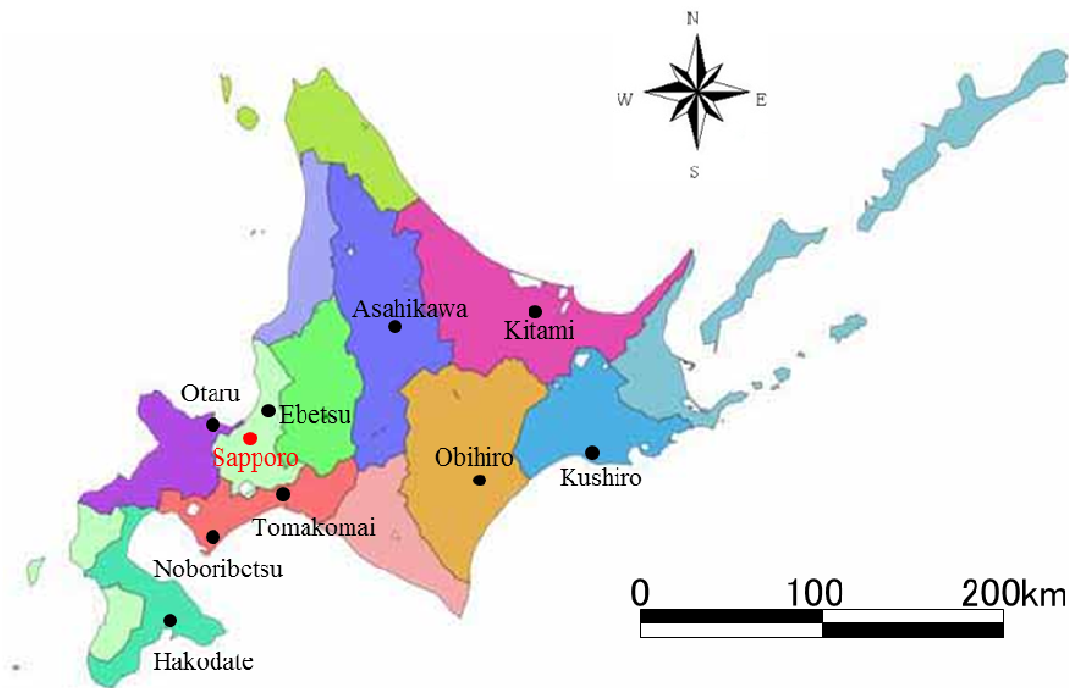 N
W E
S
Asahikawa
Kitami
Otaru
Ebetsu
Sapporo
Obihiro
Kushiro
Tomakomai
Noboribetsu
Hakodate
0 100 200km